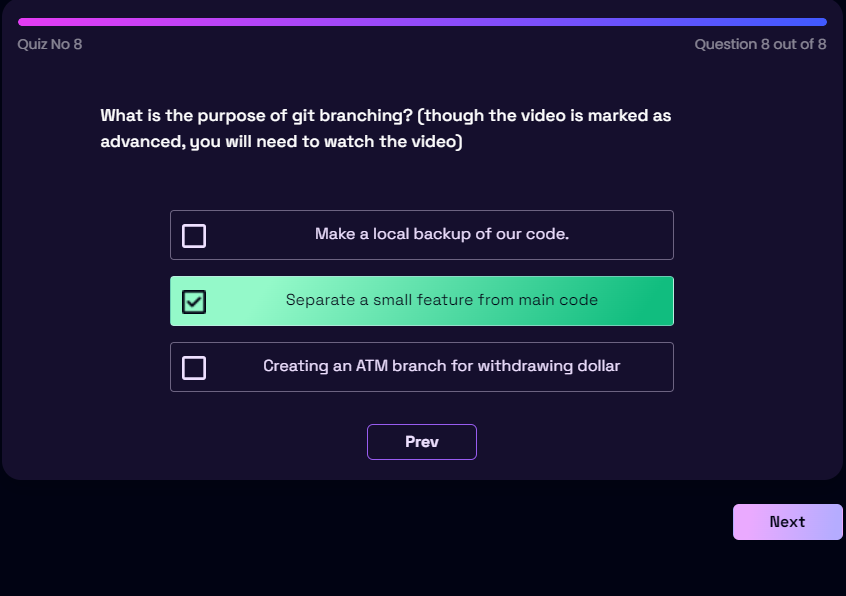 Quiz No 8
Question 8 out of 8
What is the purpose of git branching? (though the video is marked as
advanced, you will need to watch the video)
Make a local backup of our code.
Separate a small feature from main code
Creating an ATM branch for withdrawing dollar
Prev
Next